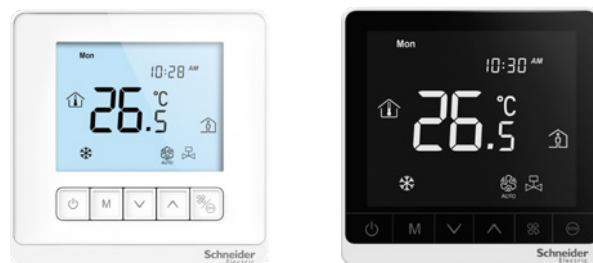 Mon
10:28 AM
26.5 °C
AUTO
M
Schneider
Electric
Mon
10:30 AM
26.5 °C
AUTO
M
Schneider
Electric